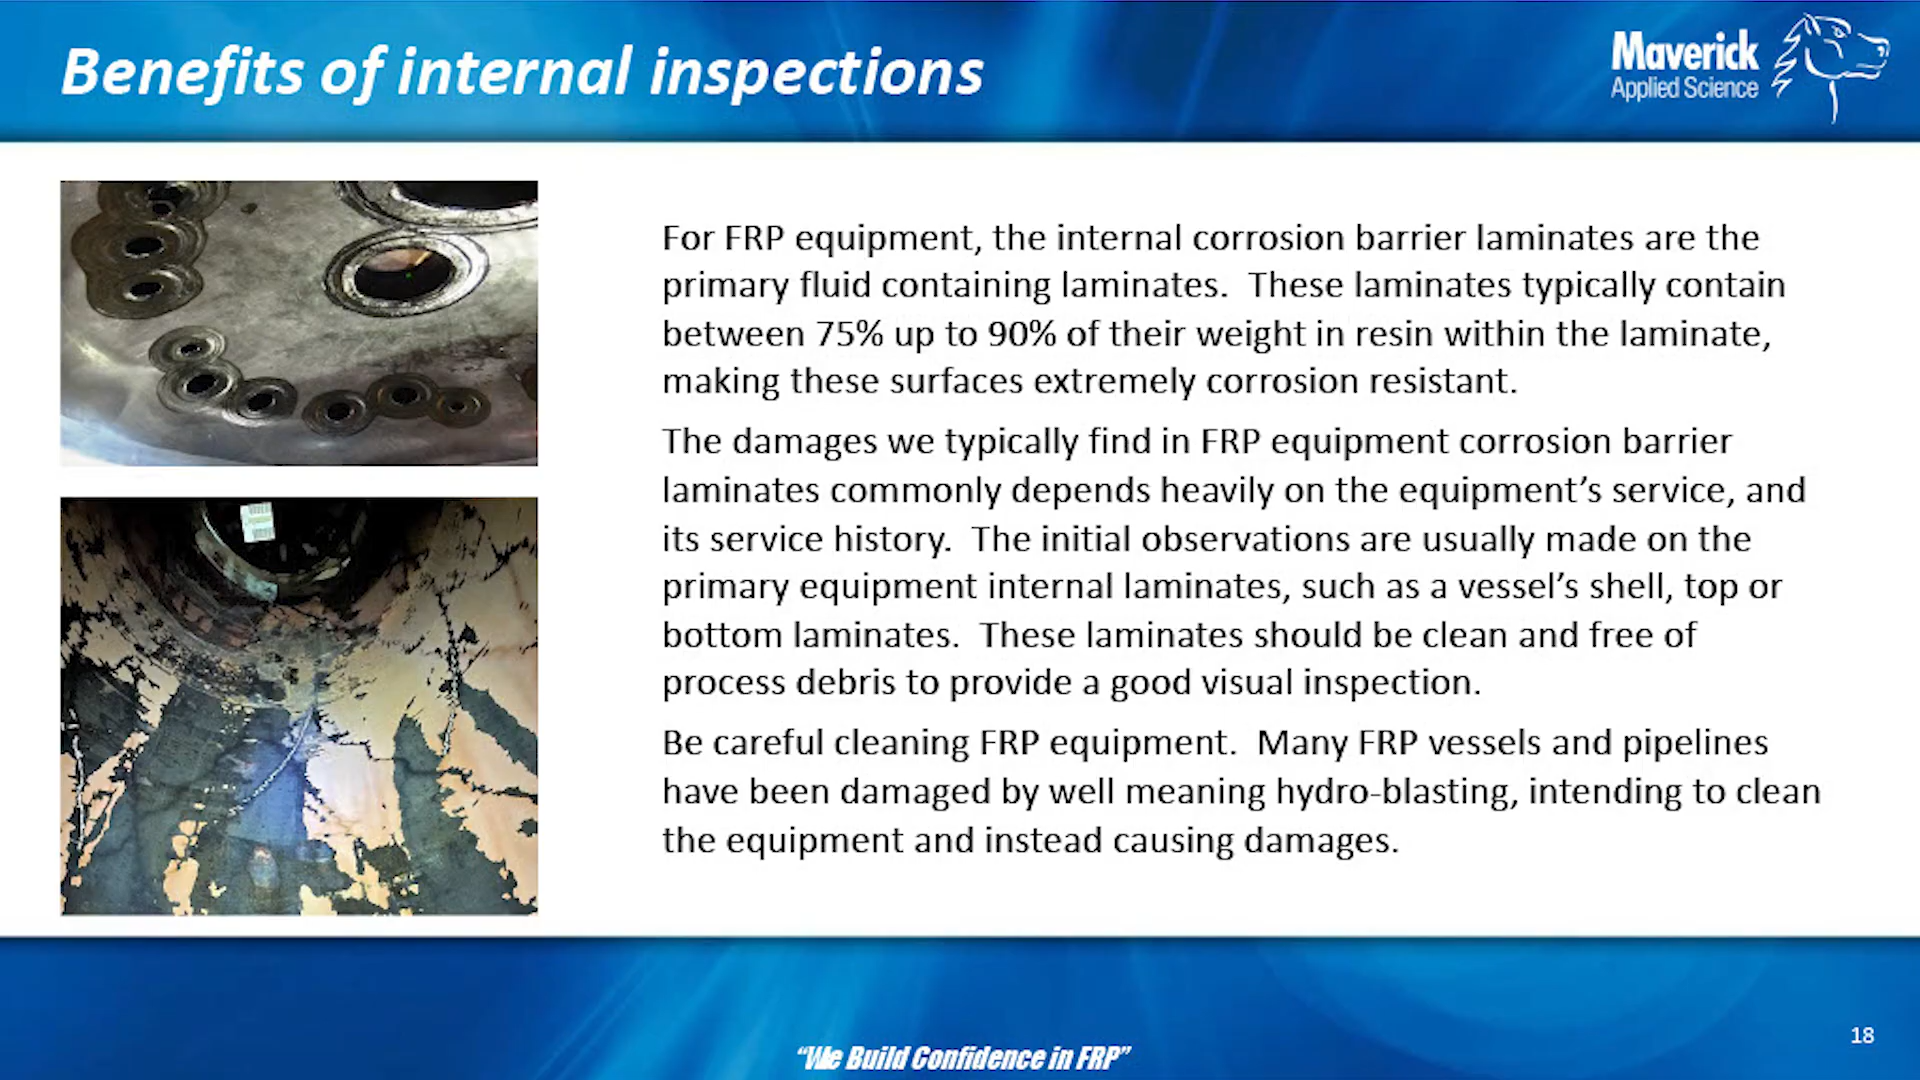 Benefits of internal inspections
Maverick
Applied Science
For FRP equipment, the internal corrosion barrier laminates are the
primary fluid containing laminates.  These laminates typically contain
between 75% up to 90% of their weight in resin within the laminate,
making these surfaces extremely corrosion resistant.
The damages we typically find in FRP equipment corrosion barrier
laminates commonly depends heavily on the equipment’s service, and
its service history.  The initial observations are usually made on the
primary equipment internal laminates, such as a vessel’s shell, top or
bottom laminates.  These laminates should be clean and free of
process debris to provide a good visual inspection.
Be careful cleaning FRP equipment.  Many FRP vessels and pipelines
have been damaged by well meaning hydro-blasting, intending to clean
the equipment and instead causing damages.
“We Build Confidence in FRP”
18